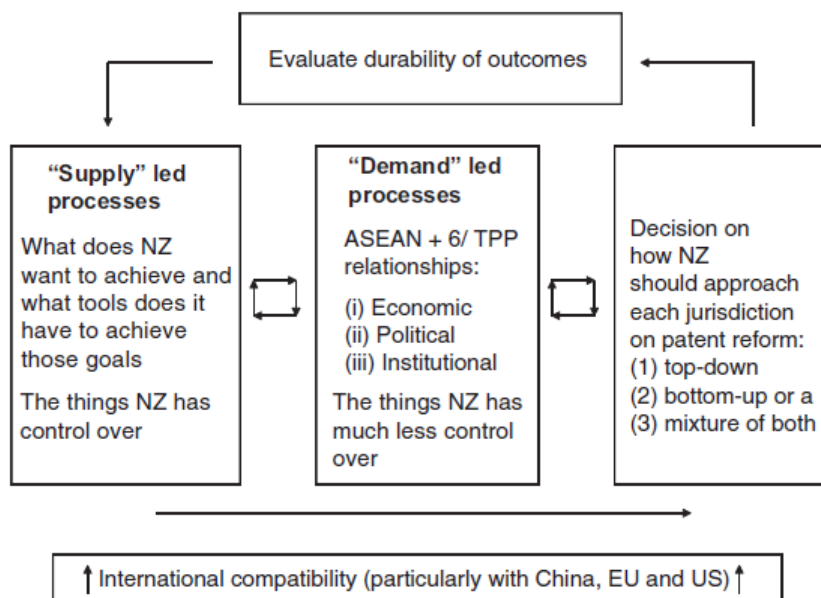 Evaluate durability of outcomes
“Supply” led
processes
What does NZ
want to achieve and
what tools does it
have to achieve
those goals
The things NZ has
control over
“Demand” led
processes
ASEAN + 6/ TPP
relationships:
(i) Economic
(ii) Political
(iii) Institutional
The things NZ has
much less control
over
Decision on
how NZ
should approach
each jurisdiction
on patent reform:
(1) top-down
(2) bottom-up or a
(3) mixture of both
International compatibility (particularly with China, EU and US)